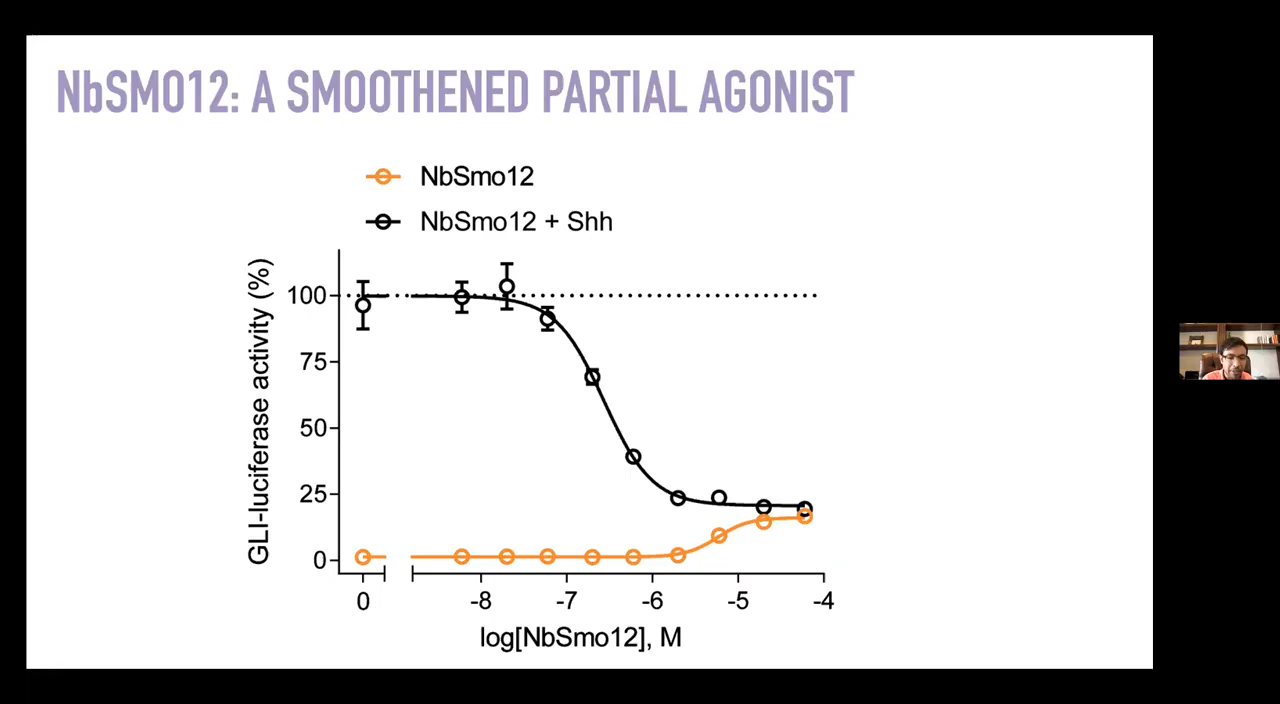 NbSMO12: A SMOOTHENED PARTIAL AGONIST
NbSmo12
NbSmo12 + Shh
GLI-luciferase activity (%)
100
75
50
25
0
0 -8 -7 -6 -5 -4
log[NbSmo12], M